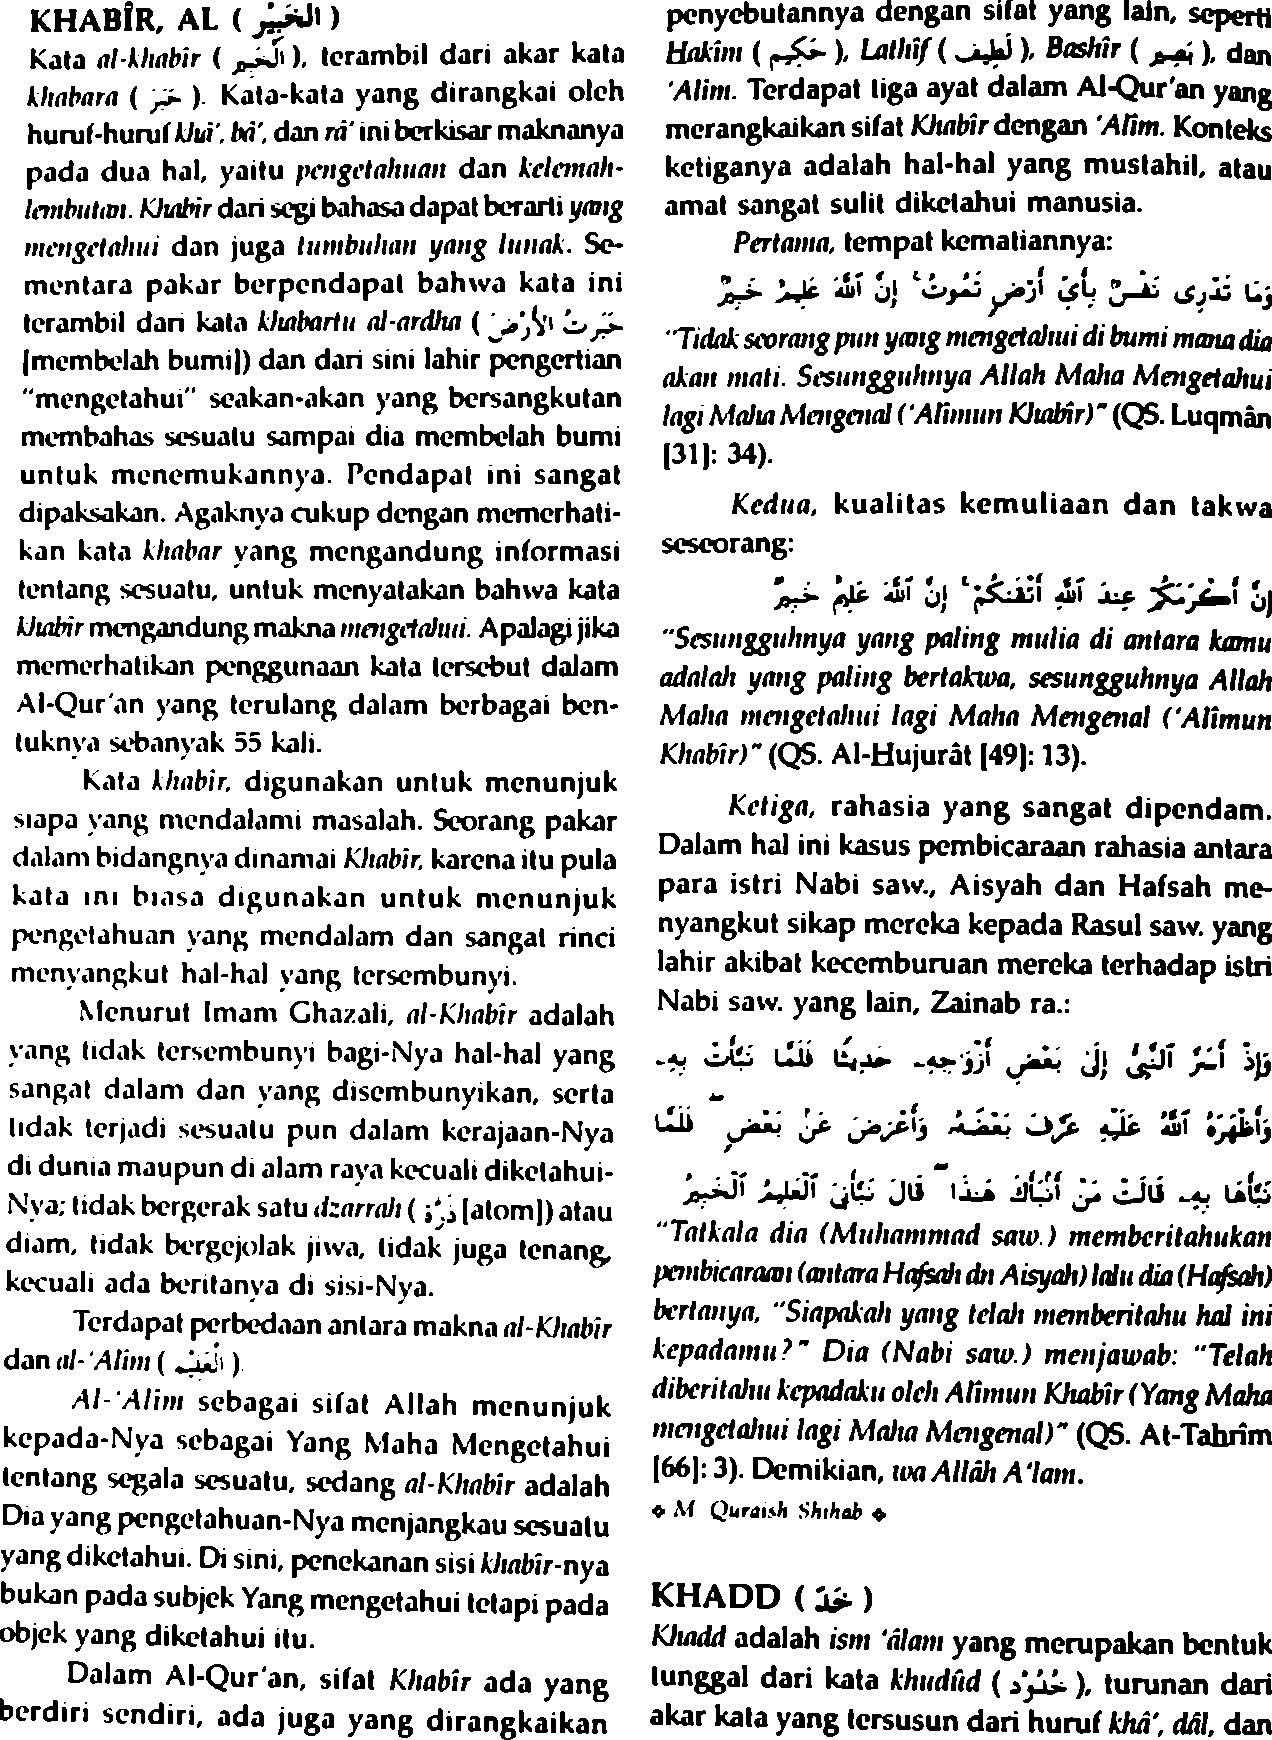 KHABÎR, AL ( الْخَبِيْرُ )
Kata al-khabîr ( الْخَبِيْر ), terambil dari akar kata
khabara ( خَبَرَ ). Kata-kata yang dirangkai oleh
huruf-huruf khâ', bâ', dan râ' ini berkisar maknanya
pada dua hal, yaitu pengetahuan dan kelemah-
lembutan. Khabîr dari segi bahasa dapat berarti yang
mengetahui dan juga tumbuhan yang lunak. Se-
mentara pakar berpendapat bahwa kata ini
terambil dari kata khabartu al-ardha ( خَبَرْتُ الأَرْضَ
[membelah bumi]) dan dari sini lahir pengertian
"mengetahui" seakan-akan yang bersangkutan
membahas sesuatu sampai dia membelah bumi
untuk menemukannya. Pendapat ini sangat
dipaksakan. Agaknya cukup dengan memerhati-
kan kata khabar yang mengandung informasi
tentang sesuatu, untuk menyatakan bahwa kata
khabîr mengandung makna mengetahui. Apalagi jika
memerhatikan penggunaan kata tersebut dalam
Al-Qur'an yang terulang dalam berbagai ben-
tuknya sebanyak 55 kali.
Kata khabîr, digunakan untuk menunjuk
siapa yang mendalami masalah. Seorang pakar
dalam bidangnya dinamai Khabîr, karena itu pula
kata ini biasa digunakan untuk menunjuk
pengetahuan yang mendalam dan sangat rinci
menyangkut hal-hal yang tersembunyi.
Menurut Imam Ghazali, al-Khabîr adalah
yang tidak tersembunyi bagi-Nya hal-hal yang
sangat dalam dan yang disembunyikan, serta
tidak terjadi sesuatu pun dalam kerajaan-Nya
di dunia maupun di alam raya kecuali diketahui-
Nya; tidak bergerak satu dzarrah ( ذَرَّة [atom]) atau
diam, tidak bergejolak jiwa, tidak juga tenang,
kecuali ada beritanya di sisi-Nya.
Terdapat perbedaan antara makna al-Khabîr
dan al-'Alîm ( الْعَلِيْم ).
Al-'Alîm sebagai sifat Allah menunjuk
kepada-Nya sebagai Yang Maha Mengetahui
tentang segala sesuatu, sedang al-Khabîr adalah
Dia yang pengetahuan-Nya menjangkau sesuatu
yang diketahui. Di sini, penekanan sisi khabîr-nya
bukan pada subjek Yang mengetahui tetapi pada
objek yang diketahui itu.
Dalam Al-Qur'an, sifat Khabîr ada yang
berdiri sendiri, ada juga yang dirangkaikan
penyebutannya dengan sifat yang lain, seperti
Hakîm ( حَكِيْم ), Lathîf ( لَطِيْف ), Bashîr ( بَصِيْر ), dan
'Alim. Terdapat tiga ayat dalam Al-Qur'an yang
merangkaikan sifat Khabîr dengan 'Alîm. Konteks
ketiganya adalah hal-hal yang mustahil, atau
amat sangat sulit diketahui manusia.
Pertama, tempat kematiannya:
وَمَا تَدْرِى نَفْسٌ بِأَيِّ أَرْضٍ تَمُوتُ ۚ إِنَّ ٱللَّهَ عَلِيمٌ خَبِيرٌ
"Tidak seorang pun yang mengetahui di bumi mana dia
akan mati. Sesungguhnya Allah Maha Mengetahui
lagi Maha Mengenal ('Alîmun Khabîr)" (QS. Luqmân
[31]: 34).
Kedua, kualitas kemuliaan dan takwa
seseorang:
إِنَّ أَكْرَمَكُمْ عِندَ ٱللَّهِ أَتْقَىٰكُمْ ۚ إِنَّ ٱللَّهَ عَلِيمٌ خَبِيرٌ
"Sesungguhnya yang paling mulia di antara kamu
adalah yang paling bertakwa, sesungguhnya Allah
Maha mengetahui lagi Maha Mengenal ('Alîmun
Khabîr)" (QS. Al-Hujurât [49]: 13).
Ketiga, rahasia yang sangat dipendam.
Dalam hal ini kasus pembicaraan rahasia antara
para istri Nabi saw., Aisyah dan Hafsah me-
nyangkut sikap mereka kepada Rasul saw. yang
lahir akibat kecemburuan mereka terhadap istri
Nabi saw. yang lain, Zainab ra.:
وَإِذْ أَسَرَّ ٱلنَّبِىُّ إِلَىٰ بَعْضِ أَزْوَٰجِهِۦ حَدِيثًا فَلَمَّا نَبَّأَتْ بِهِۦ
وَأَظْهَرَهُ ٱللَّهُ عَلَيْهِ عَرَّفَ بَعْضَهُۥ وَأَعْرَضَ عَنۢ بَعْضٍ ۖ فَلَمَّا
نَبَّأَهَا بِهِۦ قَالَتْ مَنْ أَنۢبَأَكَ هَٰذَا ۖ قَالَ نَبَّأَنِىَ ٱلْعَلِيمُ ٱلْخَبِيرُ
"Tatkala dia (Muhammad saw.) memberitahukan
pembicaraan (antara Hafsah dn Aisyah) lalu dia (Hafsah)
bertanya, "Siapakah yang telah memberitahu hal ini
kepadamu?" Dia (Nabi saw.) menjawab: "Telah
diberitahu kepadaku oleh Alîmun Khabîr (Yang Maha
mengetahui lagi Maha Mengenal)" (QS. At-Tahrîm
[66]: 3). Demikian, wa Allâh A'lam.
❖ M Quraish Shihab ❖
KHADD ( خَدّ )
Khadd adalah ism 'âlam yang merupakan bentuk
tunggal dari kata khudûd ( خُدُوْد ), turunan dari
akar kata yang tersusun dari huruf khâ', dâl, dan